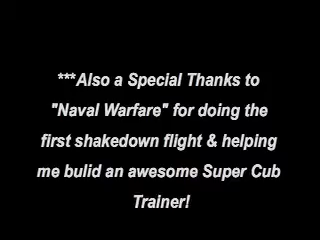 ***Also a Special Thanks to
"Naval Warfare" for doing the
first shakedown flight & helping
me bulid an awesome Super Cub
Trainer!